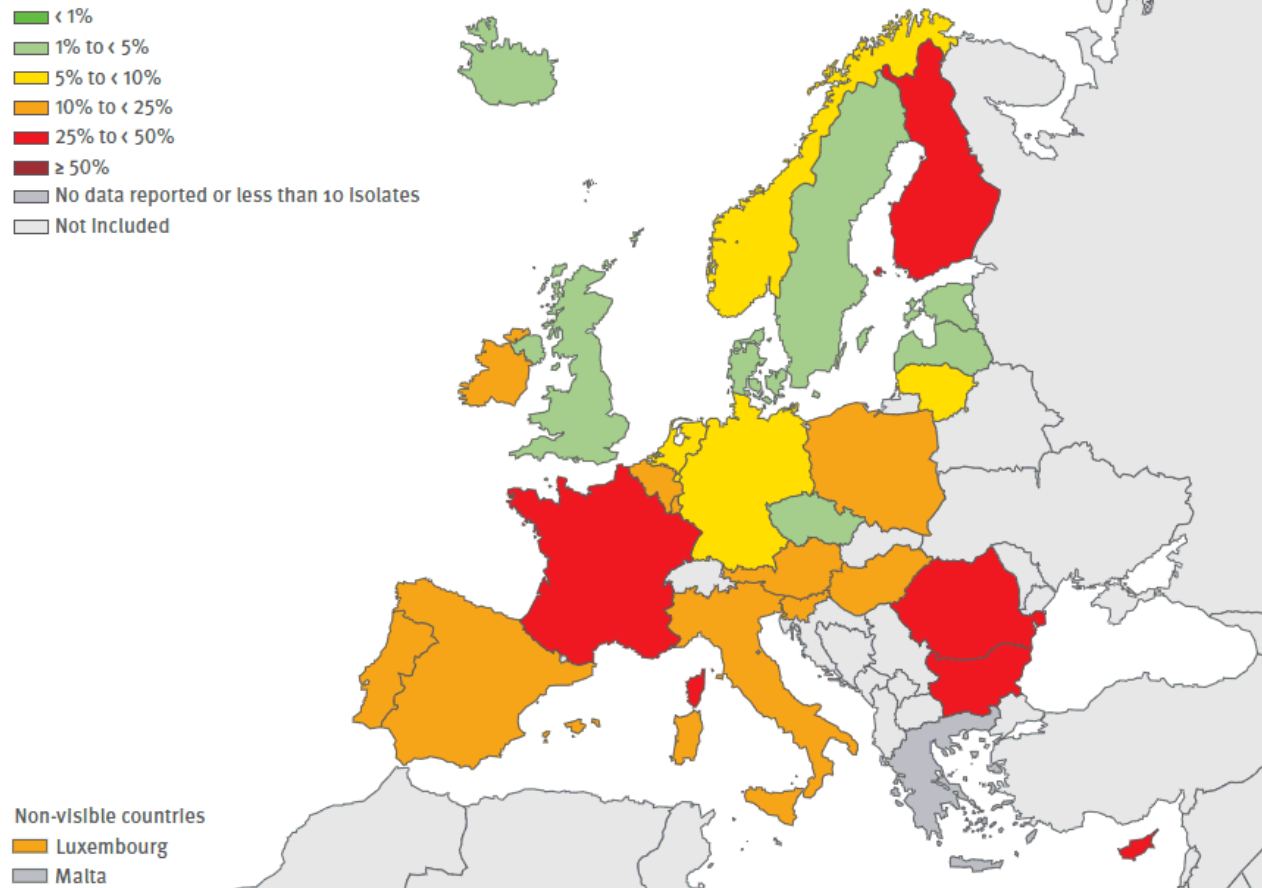 < 1%
1% to < 5%
5% to < 10%
10% to < 25%
25% to < 50%
≥ 50%
No data reported or less than 10 isolates
Not included
Non-visible countries
Luxembourg
Malta